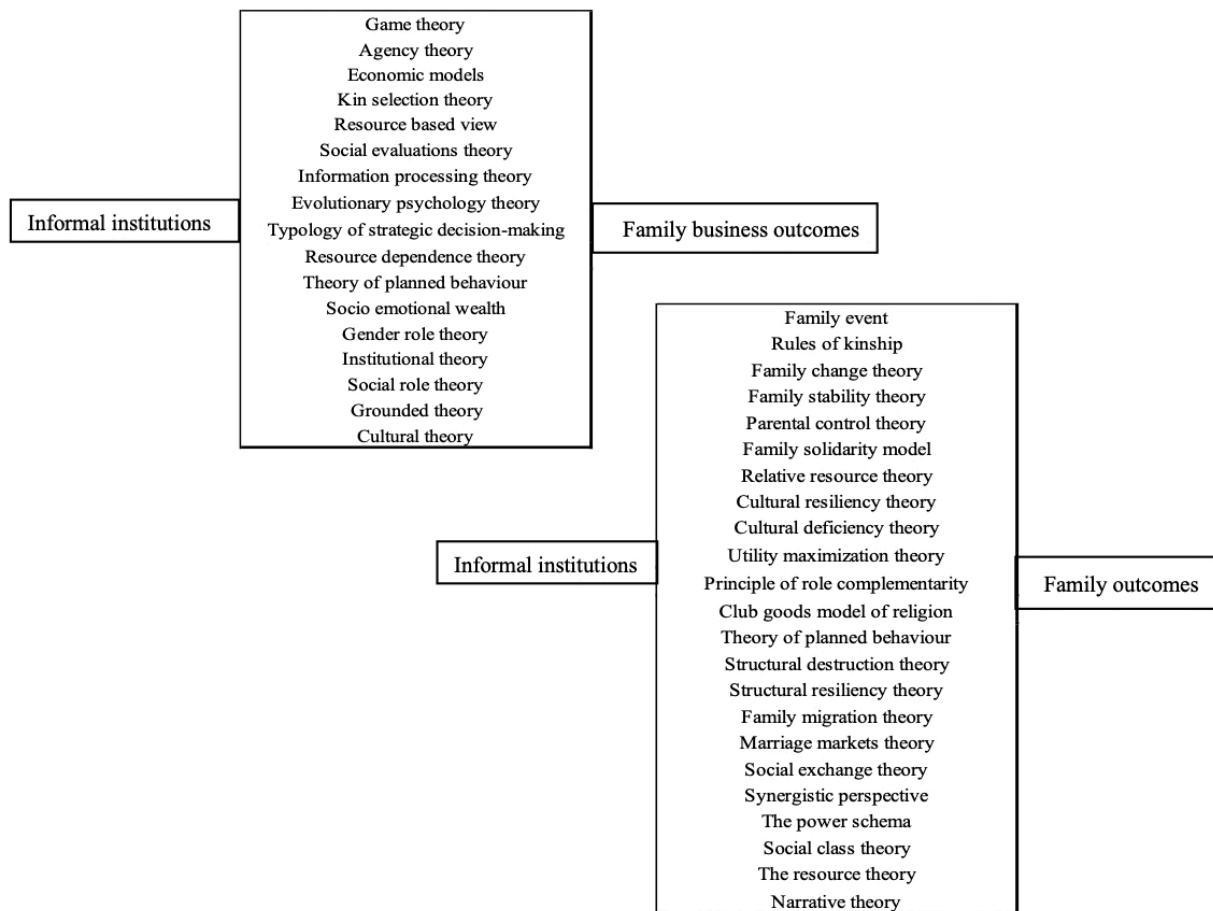 Game theory
Agency theory
Economic models
Kin selection theory
Resource based view
Social evaluations theory
Information processing theory
Evolutionary psychology theory
Typology of strategic decision-making
Resource dependence theory
Theory of planned behaviour
Socio emotional wealth
Gender role theory
Institutional theory
Social role theory
Grounded theory
Cultural theory
Informal institutions
Family business outcomes
Family event
Rules of kinship
Family change theory
Family stability theory
Parental control theory
Family solidarity model
Relative resource theory
Cultural resiliency theory
Cultural deficiency theory
Utility maximization theory
Principle of role complementarity
Club goods model of religion
Theory of planned behaviour
Structural destruction theory
Structural resiliency theory
Family migration theory
Marriage markets theory
Social exchange theory
Synergistic perspective
The power schema
Social class theory
The resource theory
Narrative theory
Informal institutions
Family outcomes